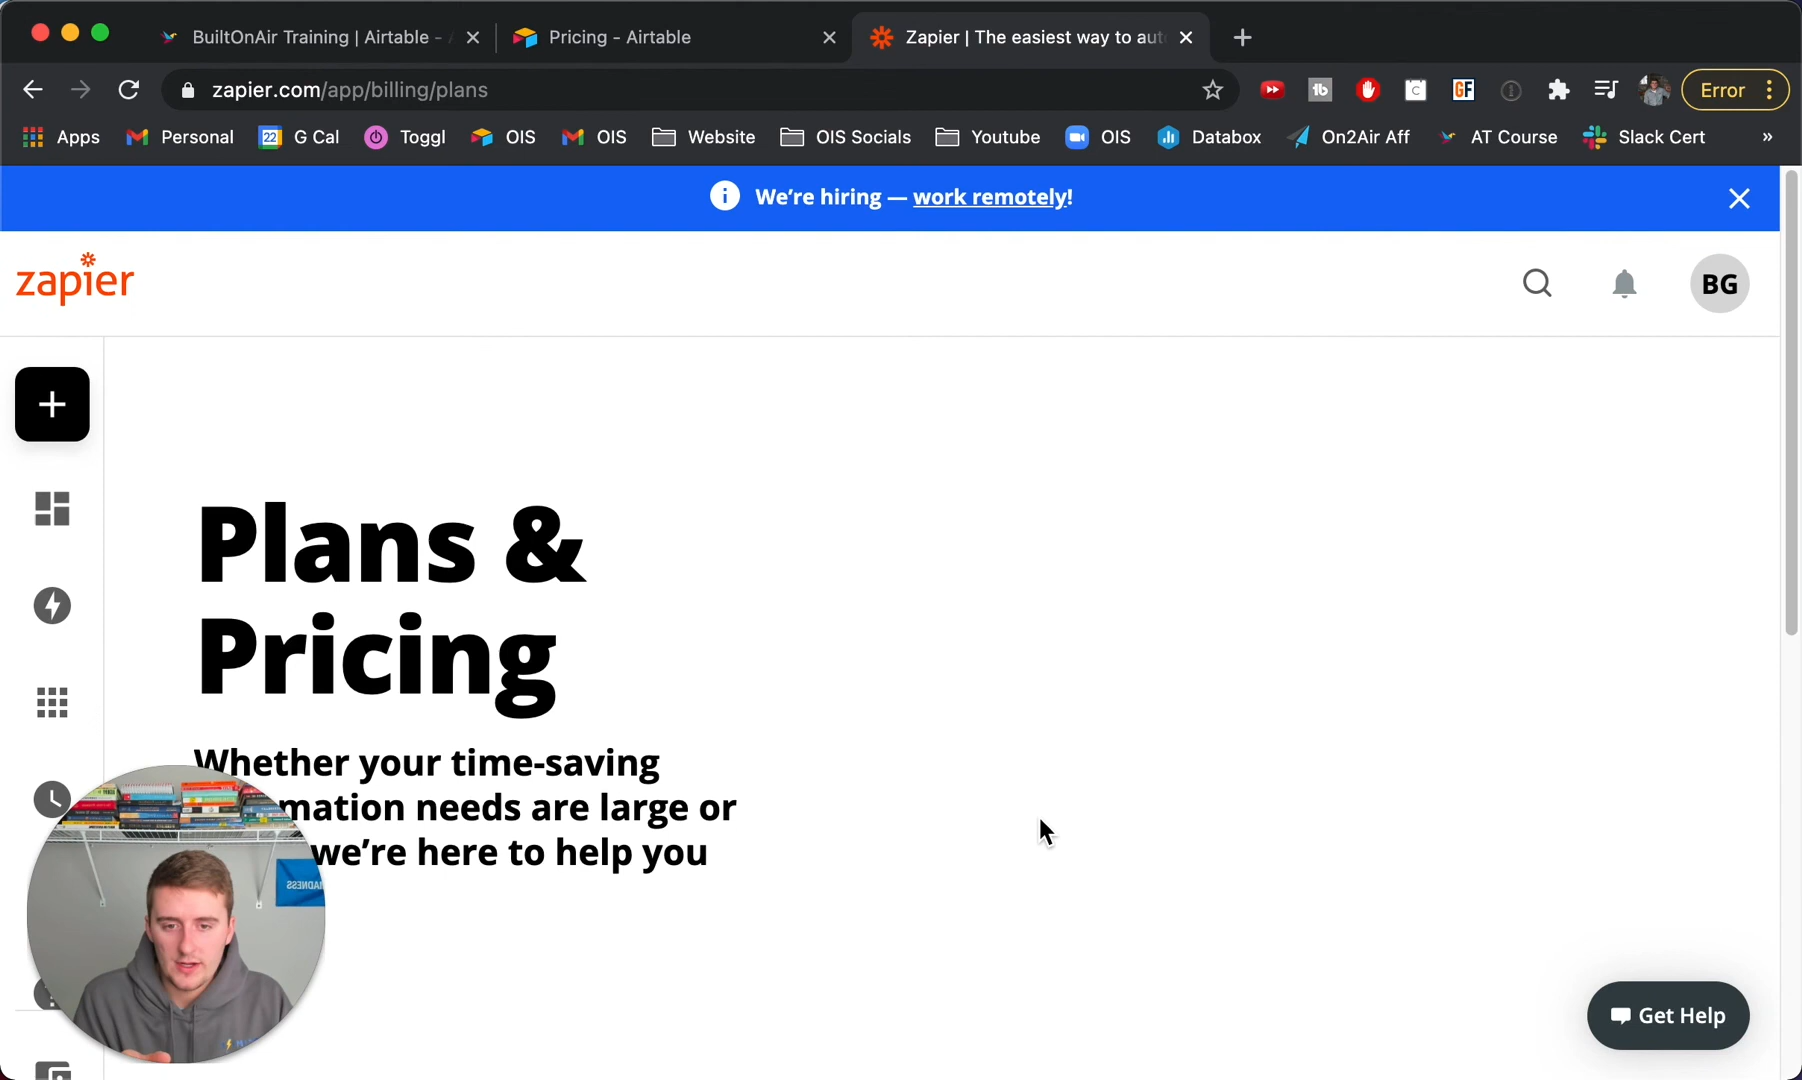 BuiltOnAir Training | Airtable -
Pricing - Airtable
Zapier | The easiest way to aut
zapier.com/app/billing/plans
tb
C
GF
Error
Apps
Personal
22
G Cal
Toggl
OIS
OIS
Website
OIS Socials
Youtube
OIS
Databox
On2Air Aff
AT Course
Slack Cert
»
We're hiring — work remotely!
zapier
BG
Plans &
Pricing
Whether your time-saving
mation needs are large or
we're here to help you
Get Help